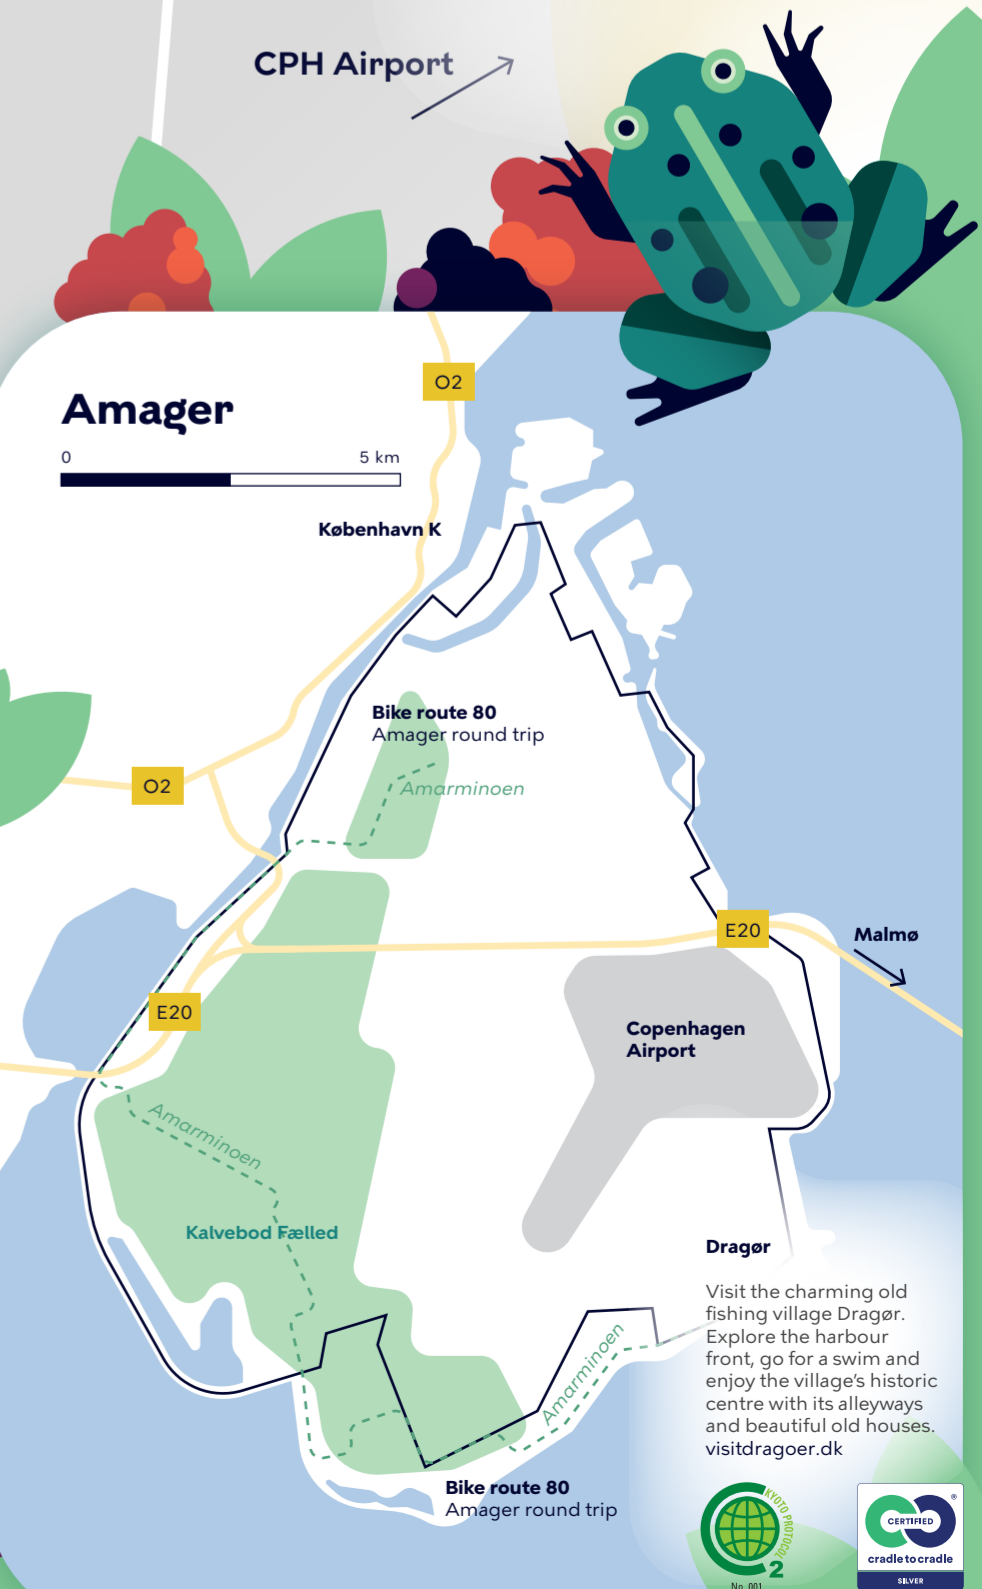 CPH Airport
O2
Amager
0
5 km
København K
Bike route 80
Amager round trip
Amarminoen
O2
E20
Malmø
E20
Copenhagen
Airport
Amarminoen
Kalvebod Fælled
Dragør
Visit the charming old
fishing village Dragør.
Explore the harbour
front, go for a swim and
enjoy the village's historic
centre with its alleyways
and beautiful old houses.
visitdragoer.dk
Amarminoen
Bike route 80
Amager round trip
KYOTO PROTOCOL
2
No. 001
CERTIFIED
®
cradletocradle
SILVER